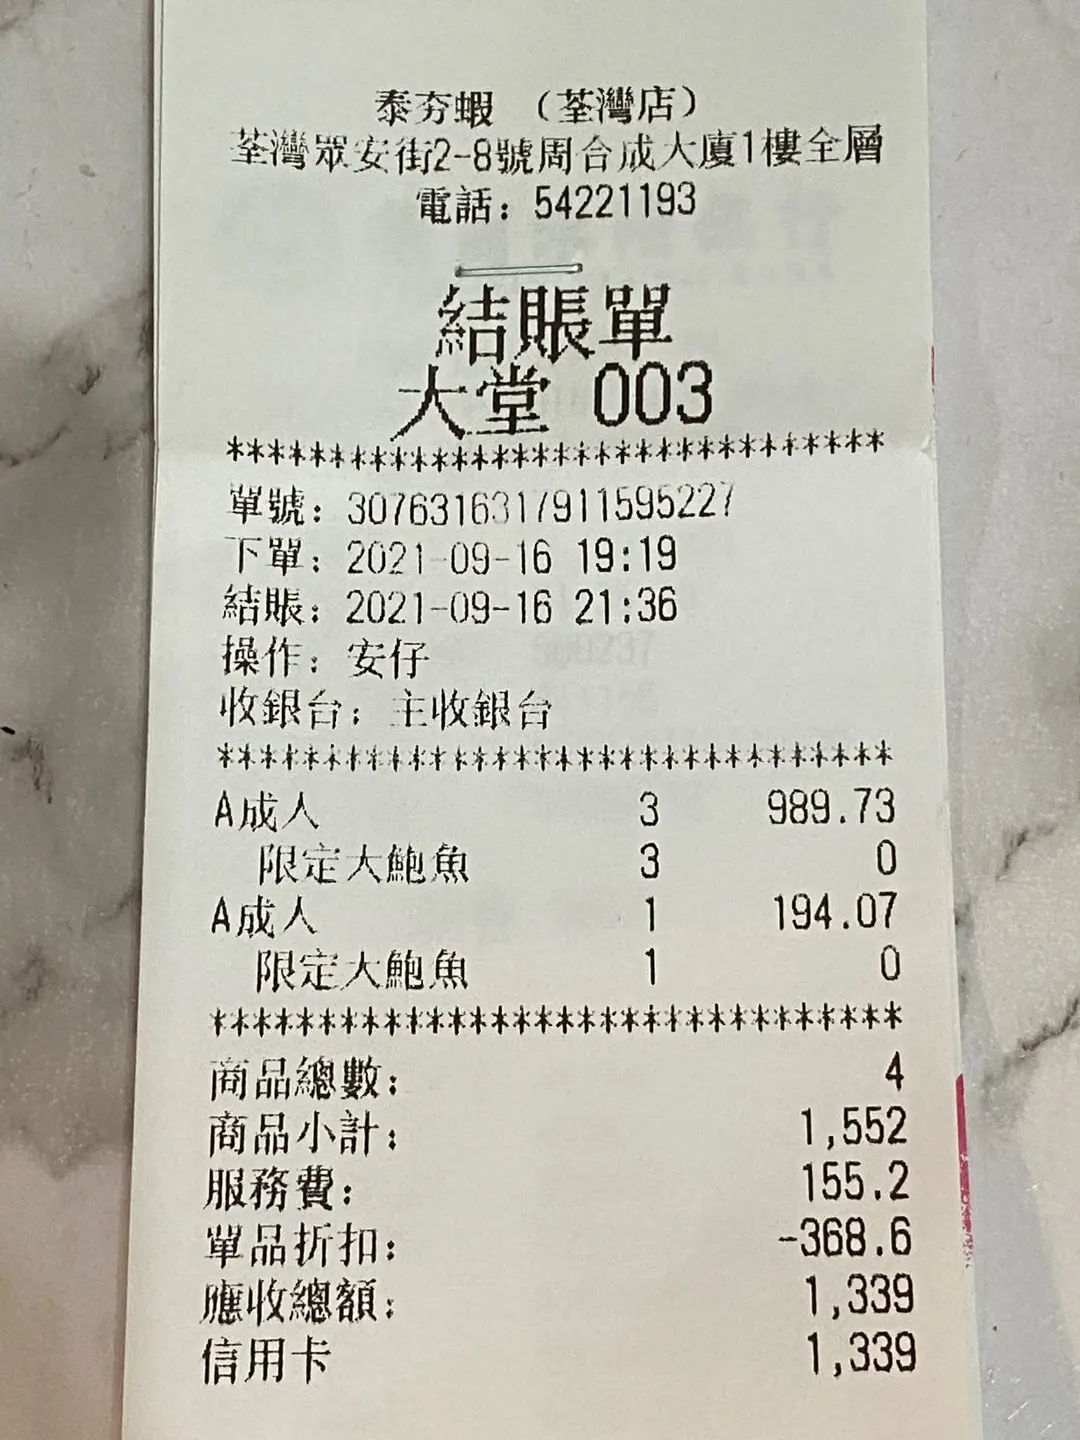 泰夯蝦 （荃灣店）
荃灣眾安街2-8號周合成大廈1樓全層
電話：54221193
結賬單
大堂 003
********************************
單號：3076316317911595227
下單：2021-09-16 19:19
結賬：2021-09-16 21:36
操作：安仔
收銀台：主收銀台
********************************
A成人 3 989.73
限定大鮑魚 3 0
A成人 1 194.07
限定大鮑魚 1 0
********************************
商品總數： 4
商品小計： 1,552
服務費： 155.2
單品折扣： -368.6
應收總額： 1,339
信用卡 1,339